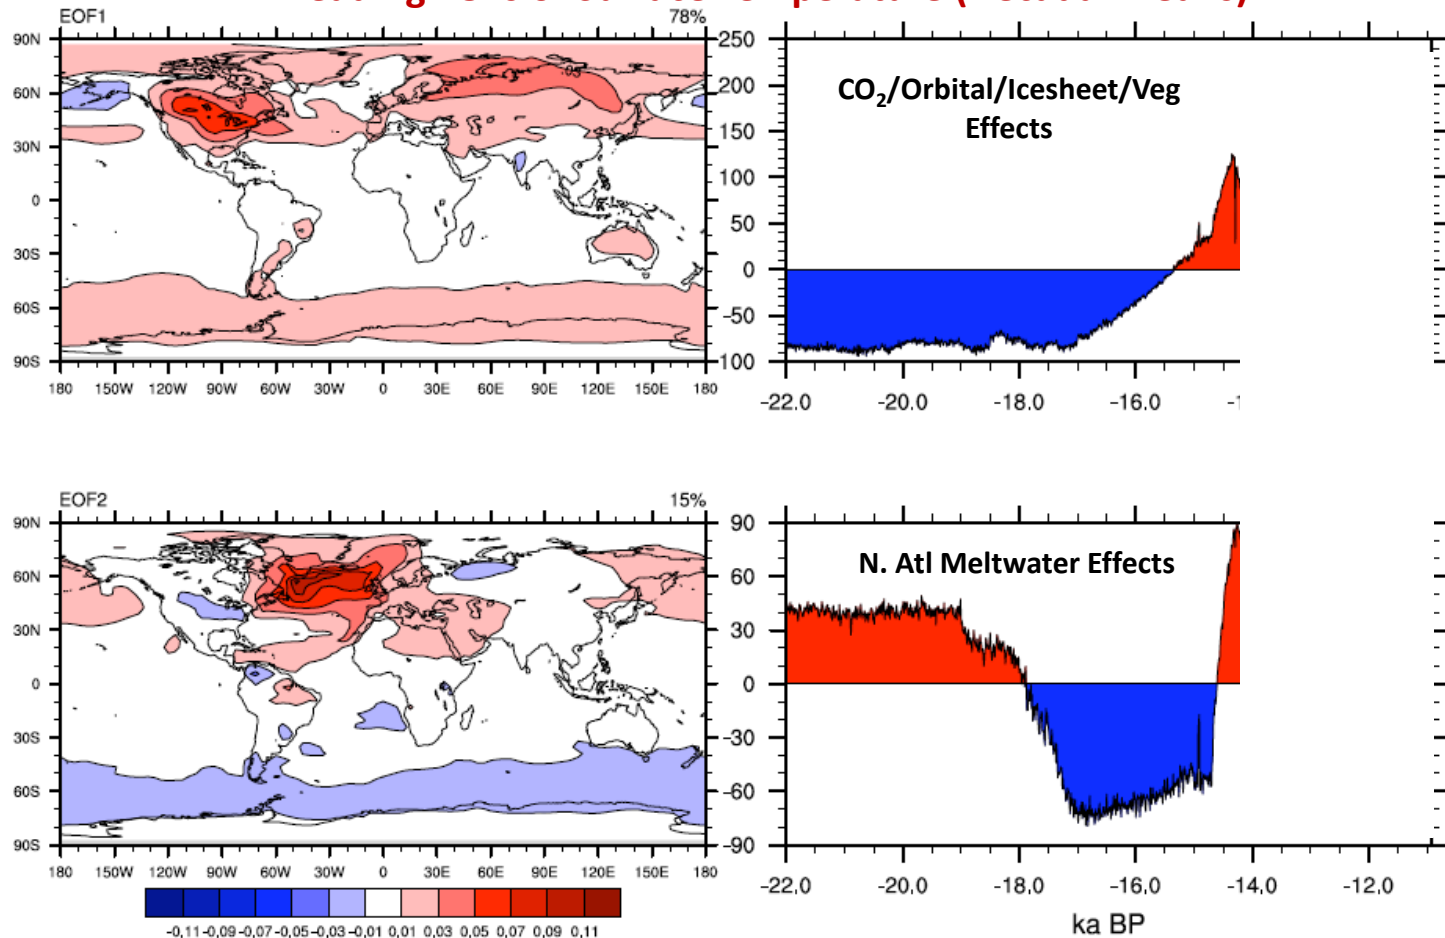 EOF1 78%
90N
60N
30N
0
30S
60S
90S
180 150W 120W 90W 60W 30W 0 30E 60E 90E 120E 150E 180
250
200
150
100
50
0
-50
100
CO2/Orbital/Icesheet/Veg
Effects
-22.0 -20.0 -18.0 -16.0
EOF2 15%
90N
60N
30N
0
30S
60S
90S
180 150W 120W 90W 60W 30W 0 30E 60E 90E 120E 150E 180
-0,11 -0,09 -0,07 -0,05 -0,03 -0,01 0,01 0,03 0,05 0,07 0,09 0,11
90
60
30
0
-30
-60
-90
N. Atl Meltwater Effects
-22.0 -20.0 -18.0 -16.0 -14.0 -12.0
ka BP